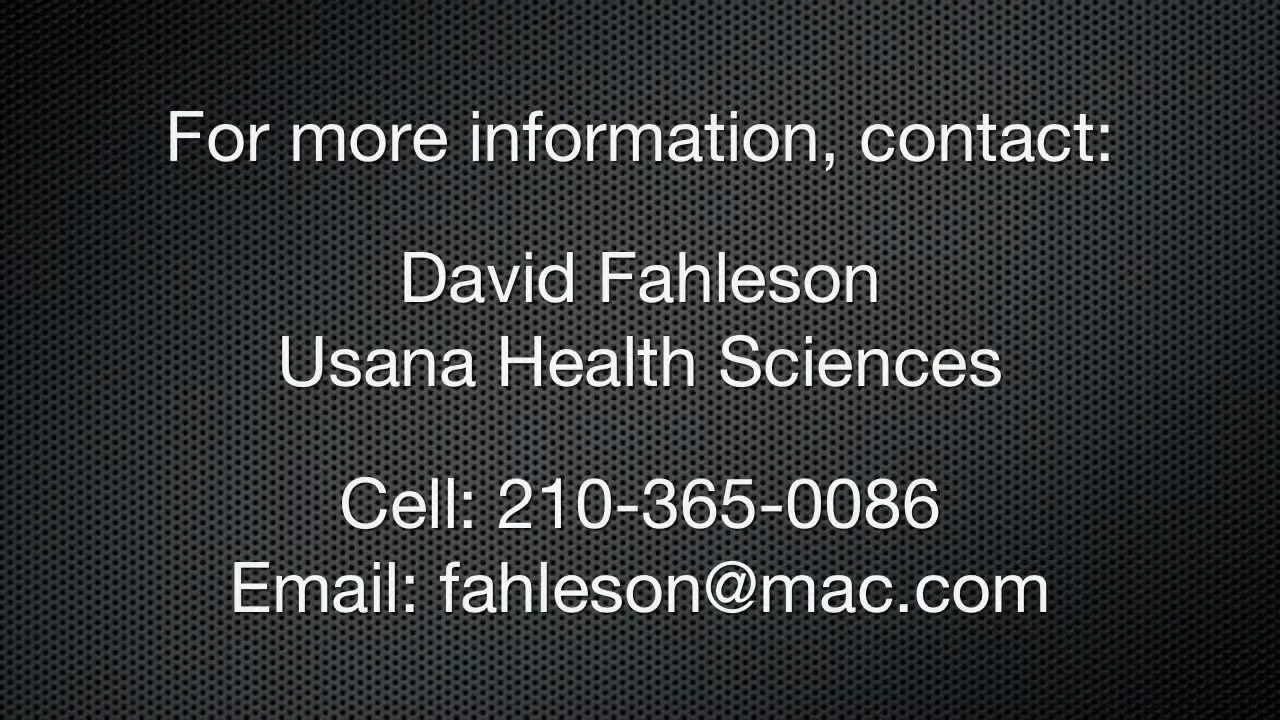 For more information, contact:
David Fahleson
Usana Health Sciences
Cell: 210-365-0086
Email: fahleson@mac.com